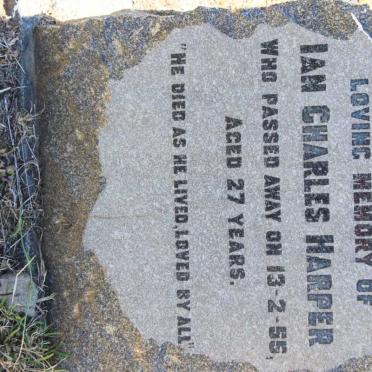 LOVING MEMORY OF
IAN CHARLES HARPER
WHO PASSED AWAY ON 13-2-55,
AGED 27 YEARS.
"HE DIED AS HE LIVED, LOVED BY ALL"